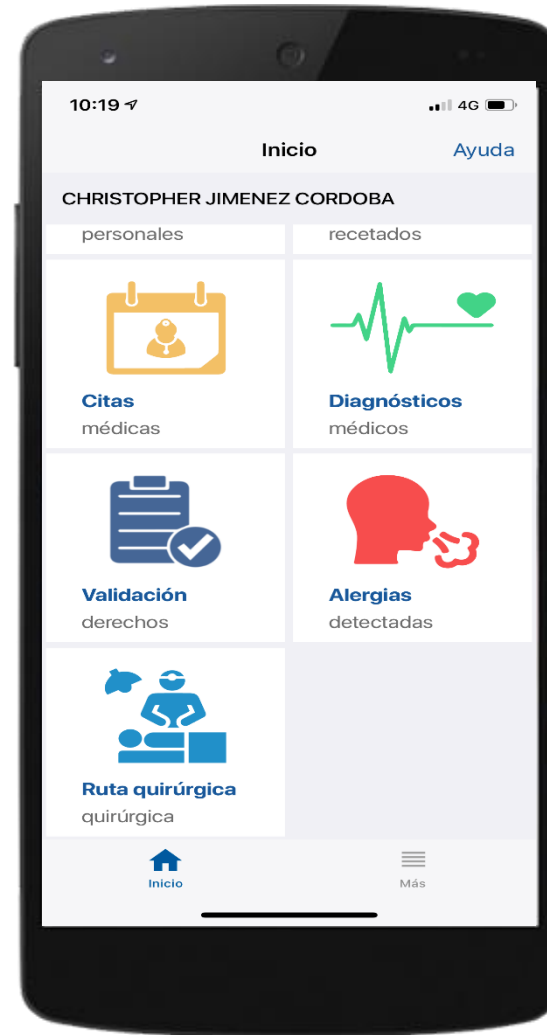 10:19
4G
Inicio
Ayuda
CHRISTOPHER JIMENEZ CORDOBA
personales
recetados
Citas
médicas
Diagnósticos
médicos
Validación
derechos
Alergias
detectadas
Ruta quirúrgica
quirúrgica
Inicio
Más